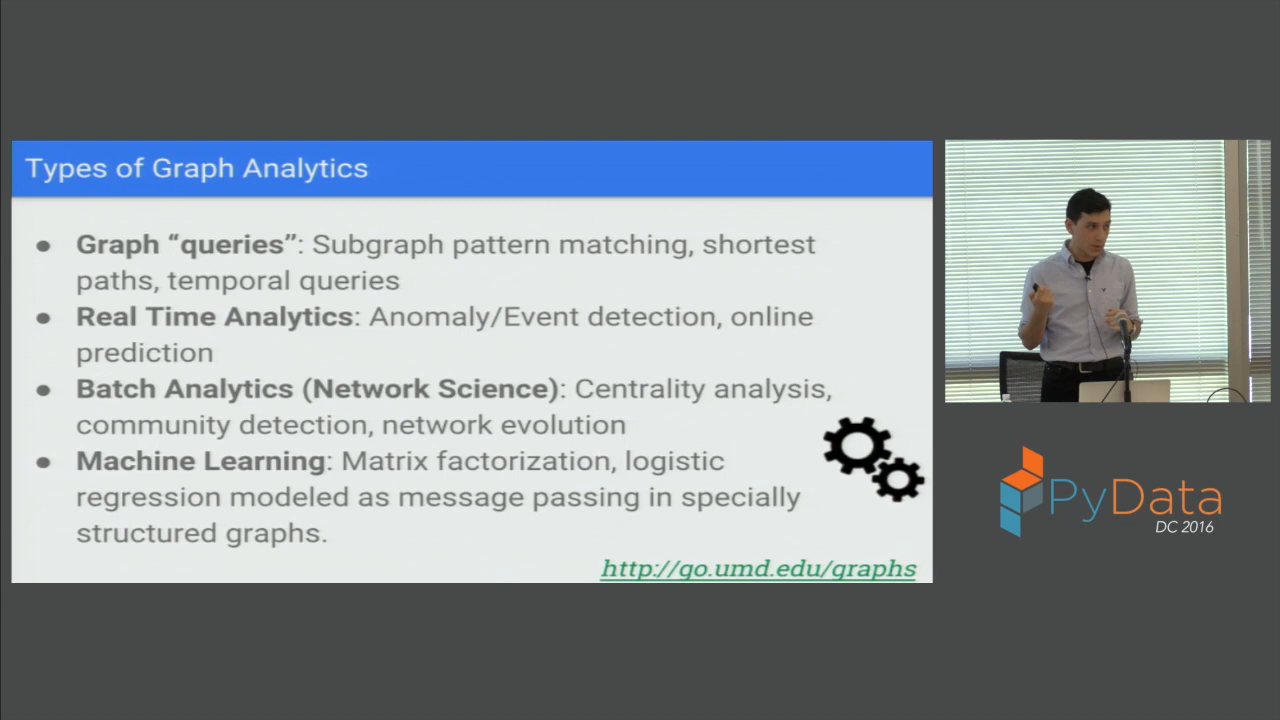 Types of Graph Analytics
● Graph “queries”: Subgraph pattern matching, shortest
paths, temporal queries
● Real Time Analytics: Anomaly/Event detection, online
prediction
● Batch Analytics (Network Science): Centrality analysis,
community detection, network evolution
● Machine Learning: Matrix factorization, logistic
regression modeled as message passing in specially
structured graphs.
http://go.umd.edu/graphs
PyData
DC 2016